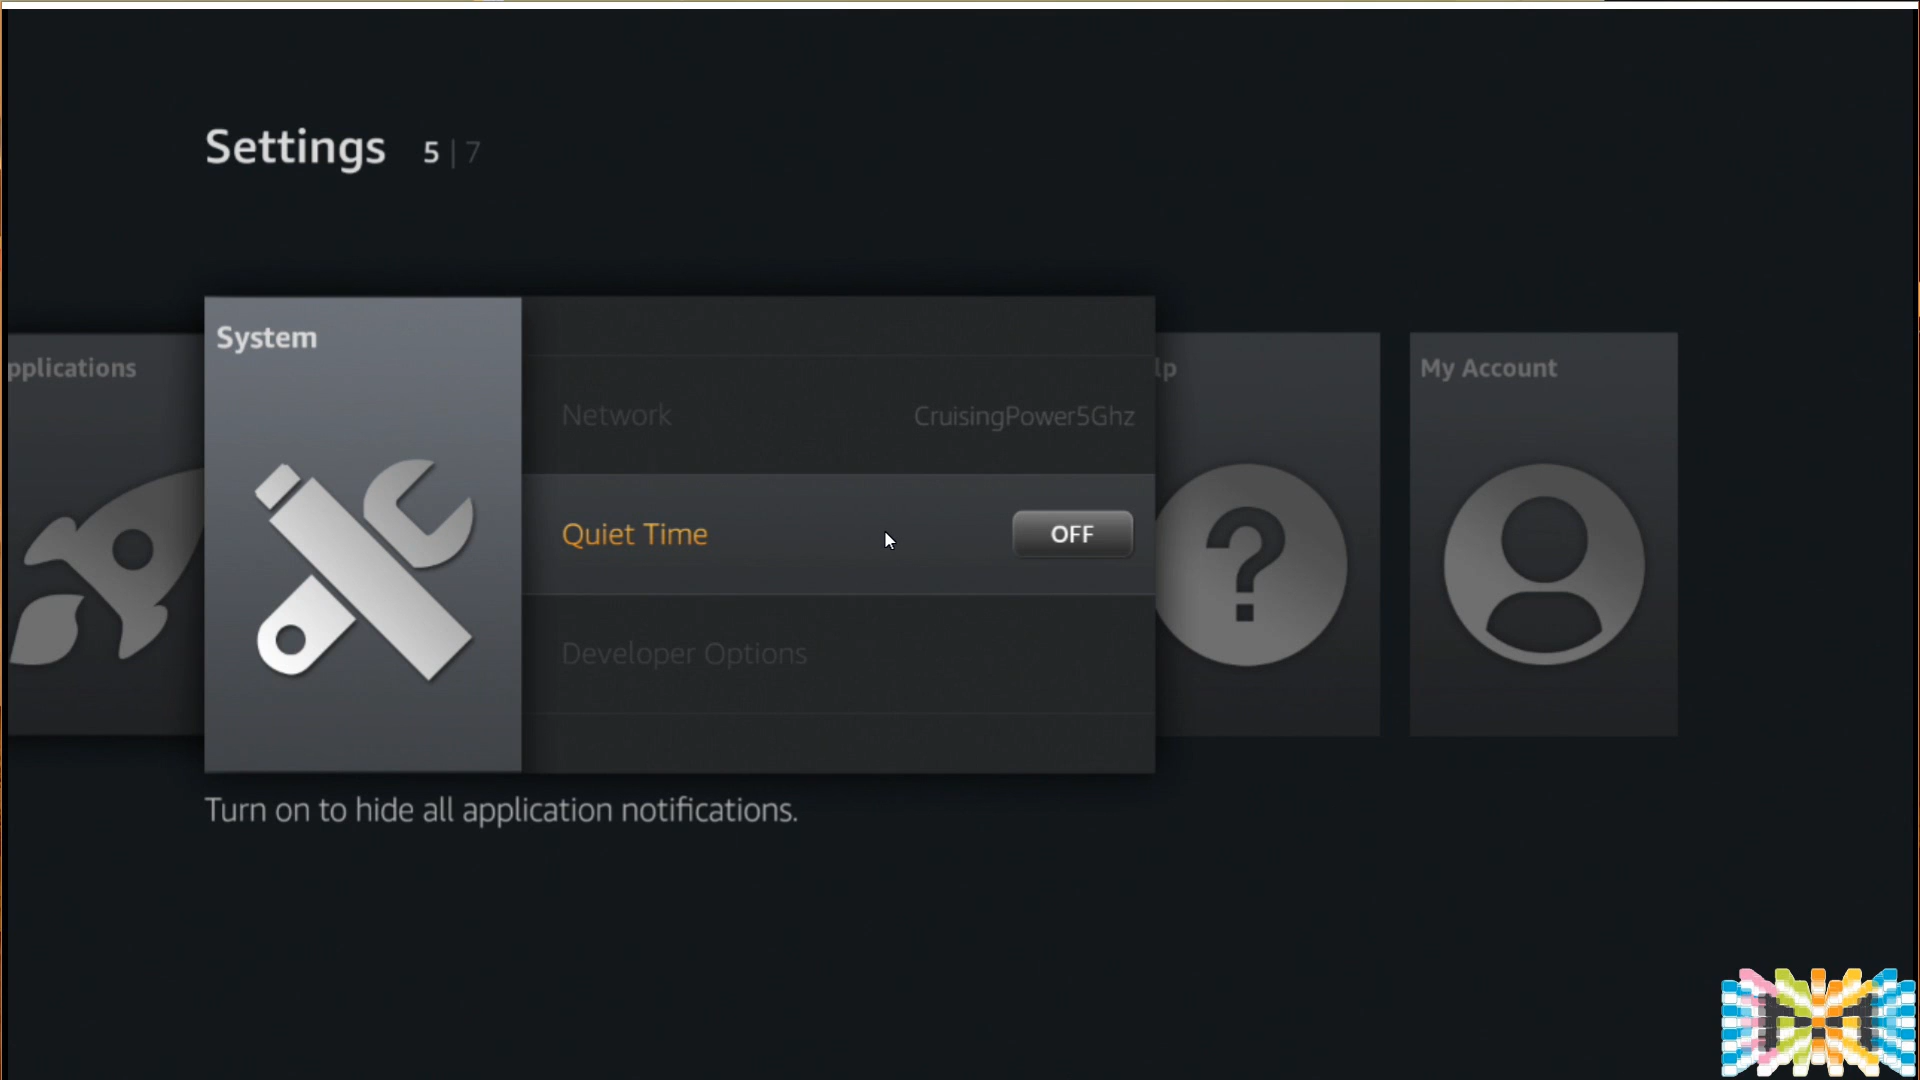 Settings 5 | 7
pplications
System
Network CruisingPower5Ghz
Quiet Time OFF
Developer Options
lp
My Account
Turn on to hide all application notifications.